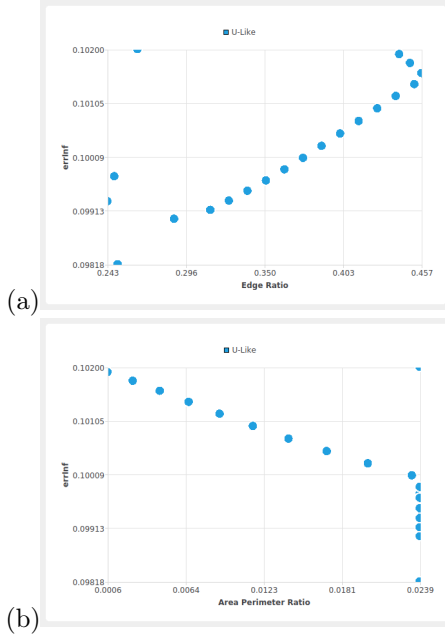 U-Like
0.10200
0.10105
0.10009
0.09913
0.09818
errInf
0.243 0.296 0.350 0.403 0.457
Edge Ratio
(a)
U-Like
0.10200
0.10105
0.10009
0.09913
0.09818
errInf
0.0006 0.0064 0.0123 0.0181 0.0239
Area Perimeter Ratio
(b)